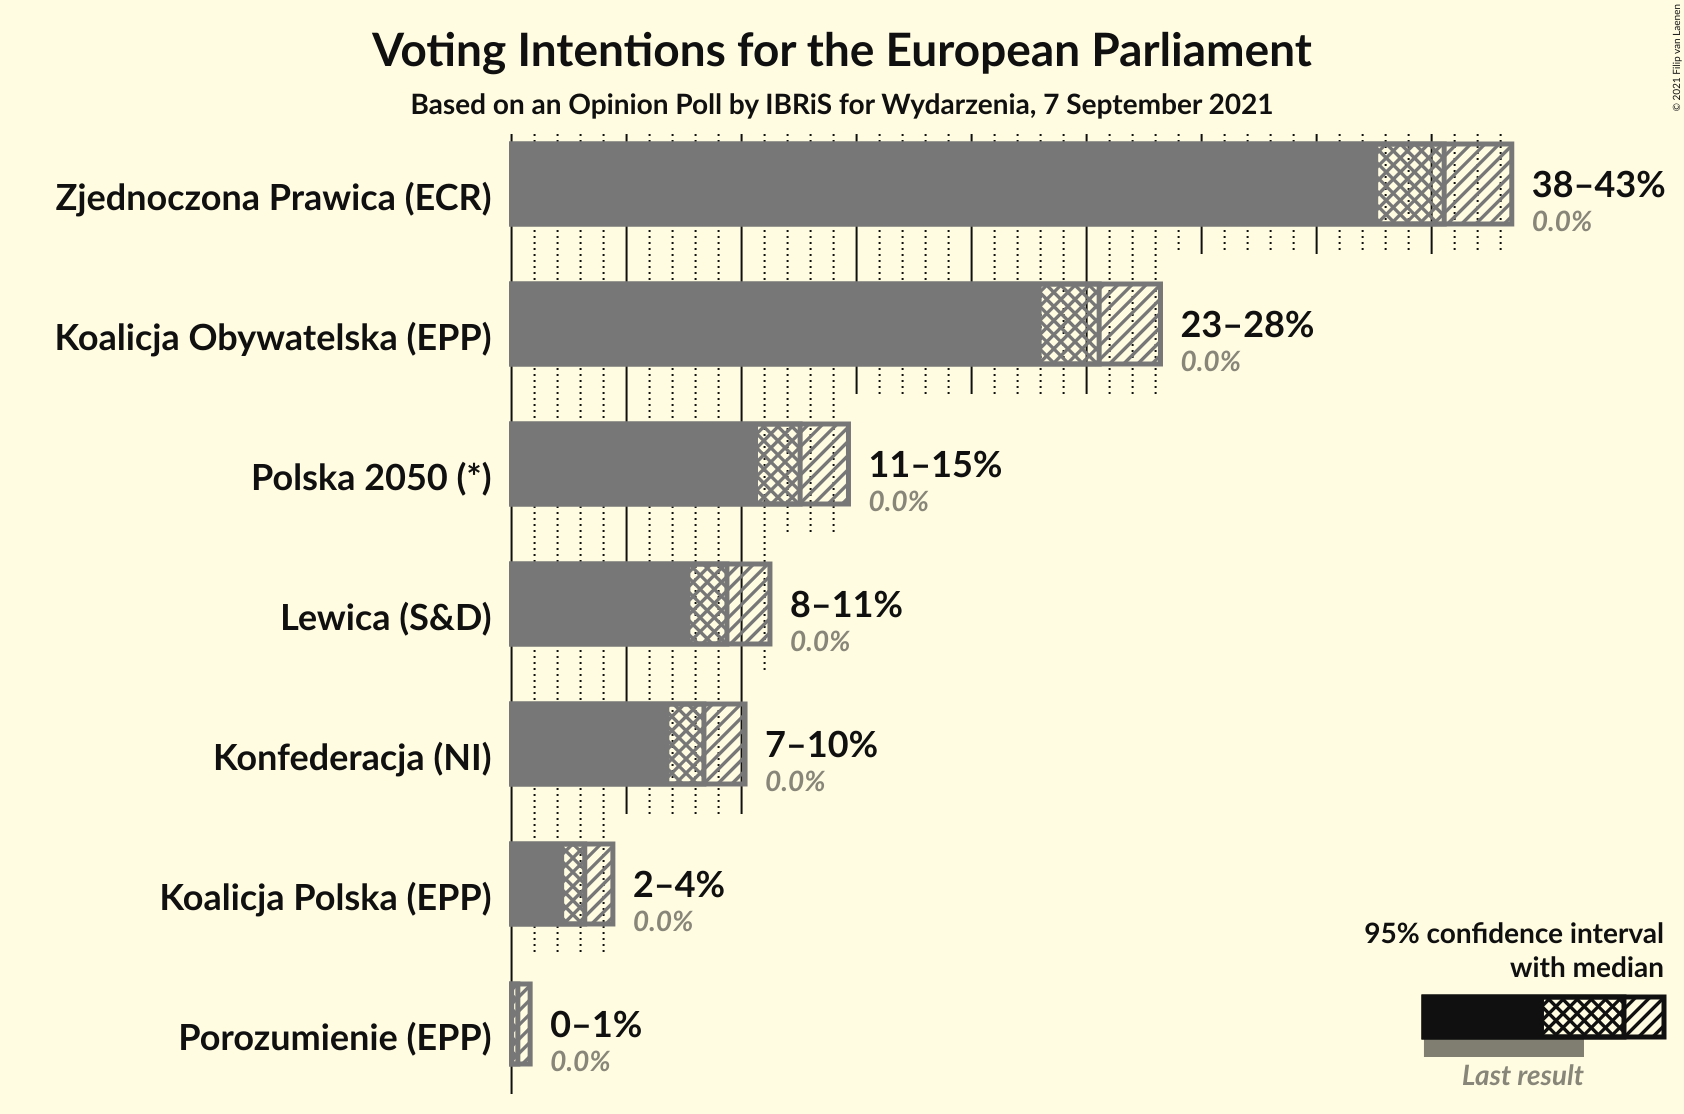 Voting Intentions for the European Parliament
Based on an Opinion Poll by IBRiS for Wydarzenia, 7 September 2021
© 2021 Filip van Laenen
Zjednoczona Prawica (ECR)
38–43%
0.0%
Koalicja Obywatelska (EPP)
23–28%
0.0%
Polska 2050 (*)
11–15%
0.0%
Lewica (S&D)
8–11%
0.0%
Konfederacja (NI)
7–10%
0.0%
Koalicja Polska (EPP)
2–4%
0.0%
Porozumienie (EPP)
0–1%
0.0%
95% confidence interval
with median
Last result